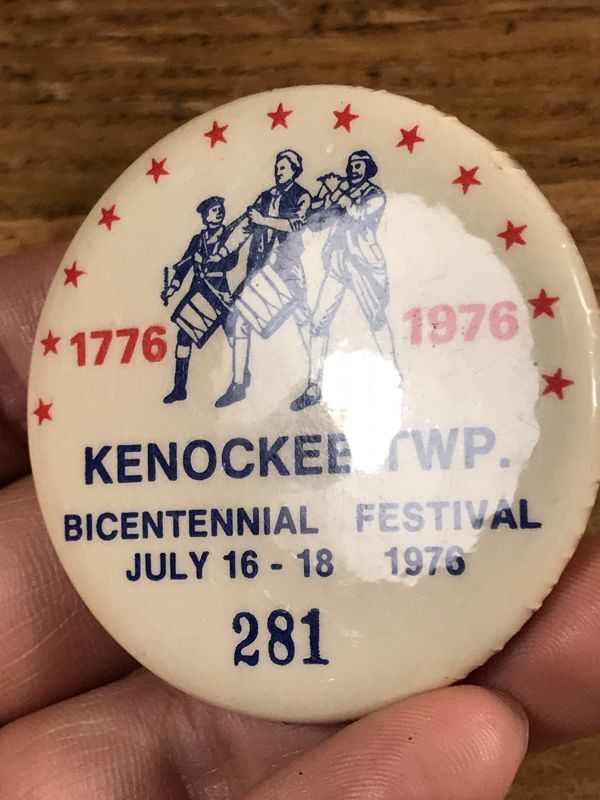 1776 1976
KENOCKEE TWP.
BICENTENNIAL FESTIVAL
JULY 16 - 18 1976
281